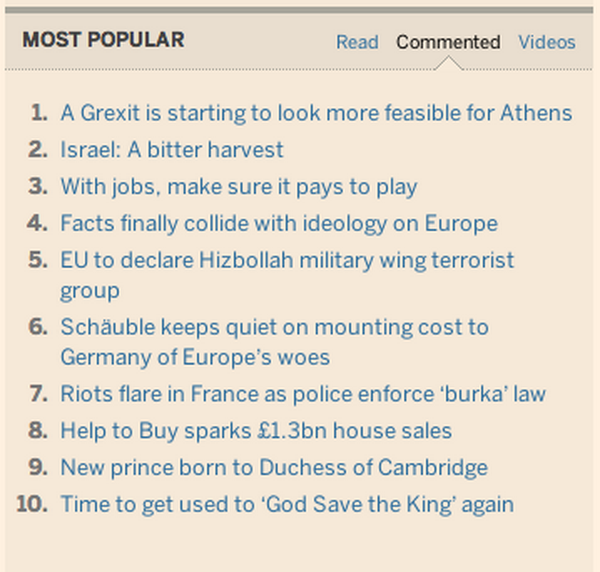 MOST POPULAR Read Commented Videos
1. A Grexit is starting to look more feasible for Athens
2. Israel: A bitter harvest
3. With jobs, make sure it pays to play
4. Facts finally collide with ideology on Europe
5. EU to declare Hizbollah military wing terrorist
group
6. Schäuble keeps quiet on mounting cost to
Germany of Europe’s woes
7. Riots flare in France as police enforce ‘burka’ law
8. Help to Buy sparks £1.3bn house sales
9. New prince born to Duchess of Cambridge
10. Time to get used to ‘God Save the King’ again